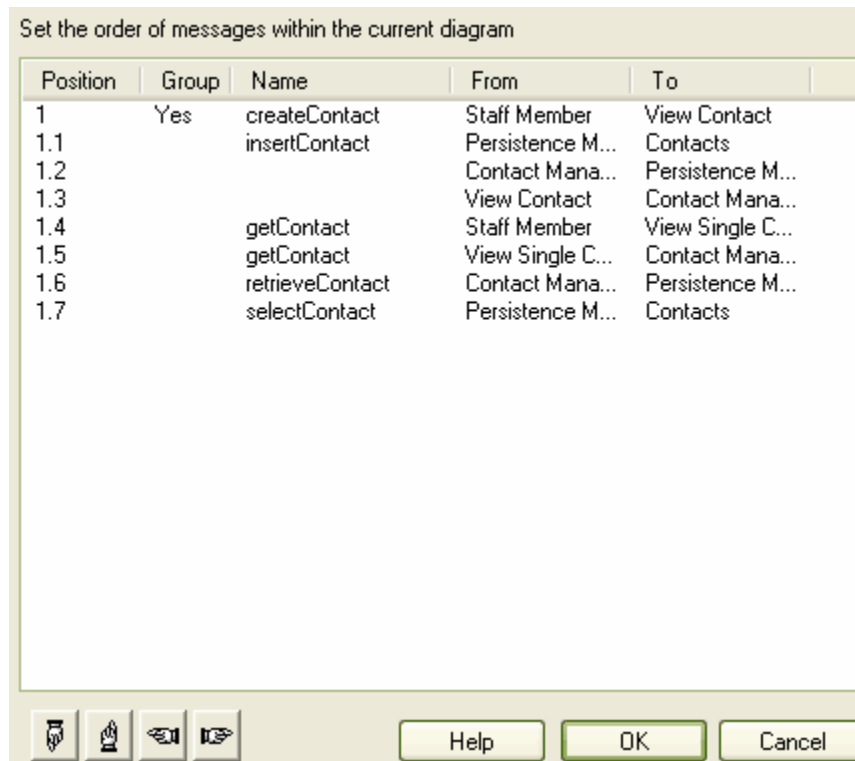 Set the order of messages within the current diagram
Position Group Name From To
1 Yes createContact Staff Member View Contact
1.1 insertContact Persistence M... Contacts
1.2 Contact Mana... Persistence M...
1.3 View Contact Contact Mana...
1.4 getContact Staff Member View Single C...
1.5 getContact View Single C... Contact Mana...
1.6 retrieveContact Contact Mana... Persistence M...
1.7 selectContact Persistence M... Contacts
Help OK Cancel